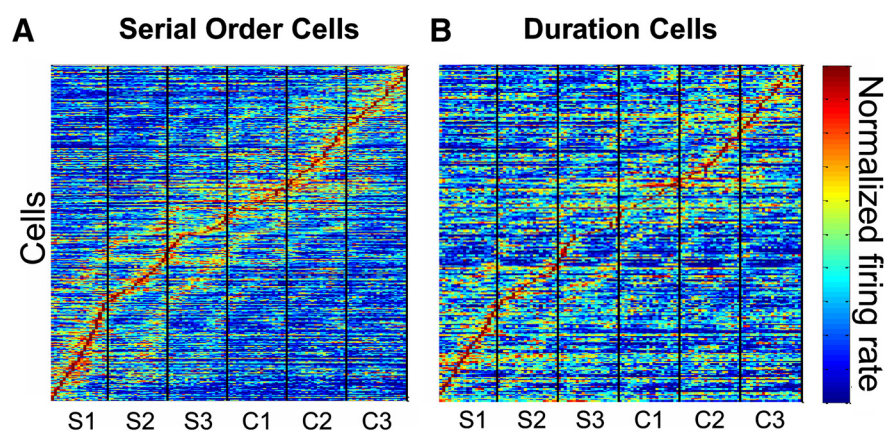 A Serial Order Cells
B Duration Cells
Cells
S1 S2 S3 C1 C2 C3
S1 S2 S3 C1 C2 C3
Normalized firing rate